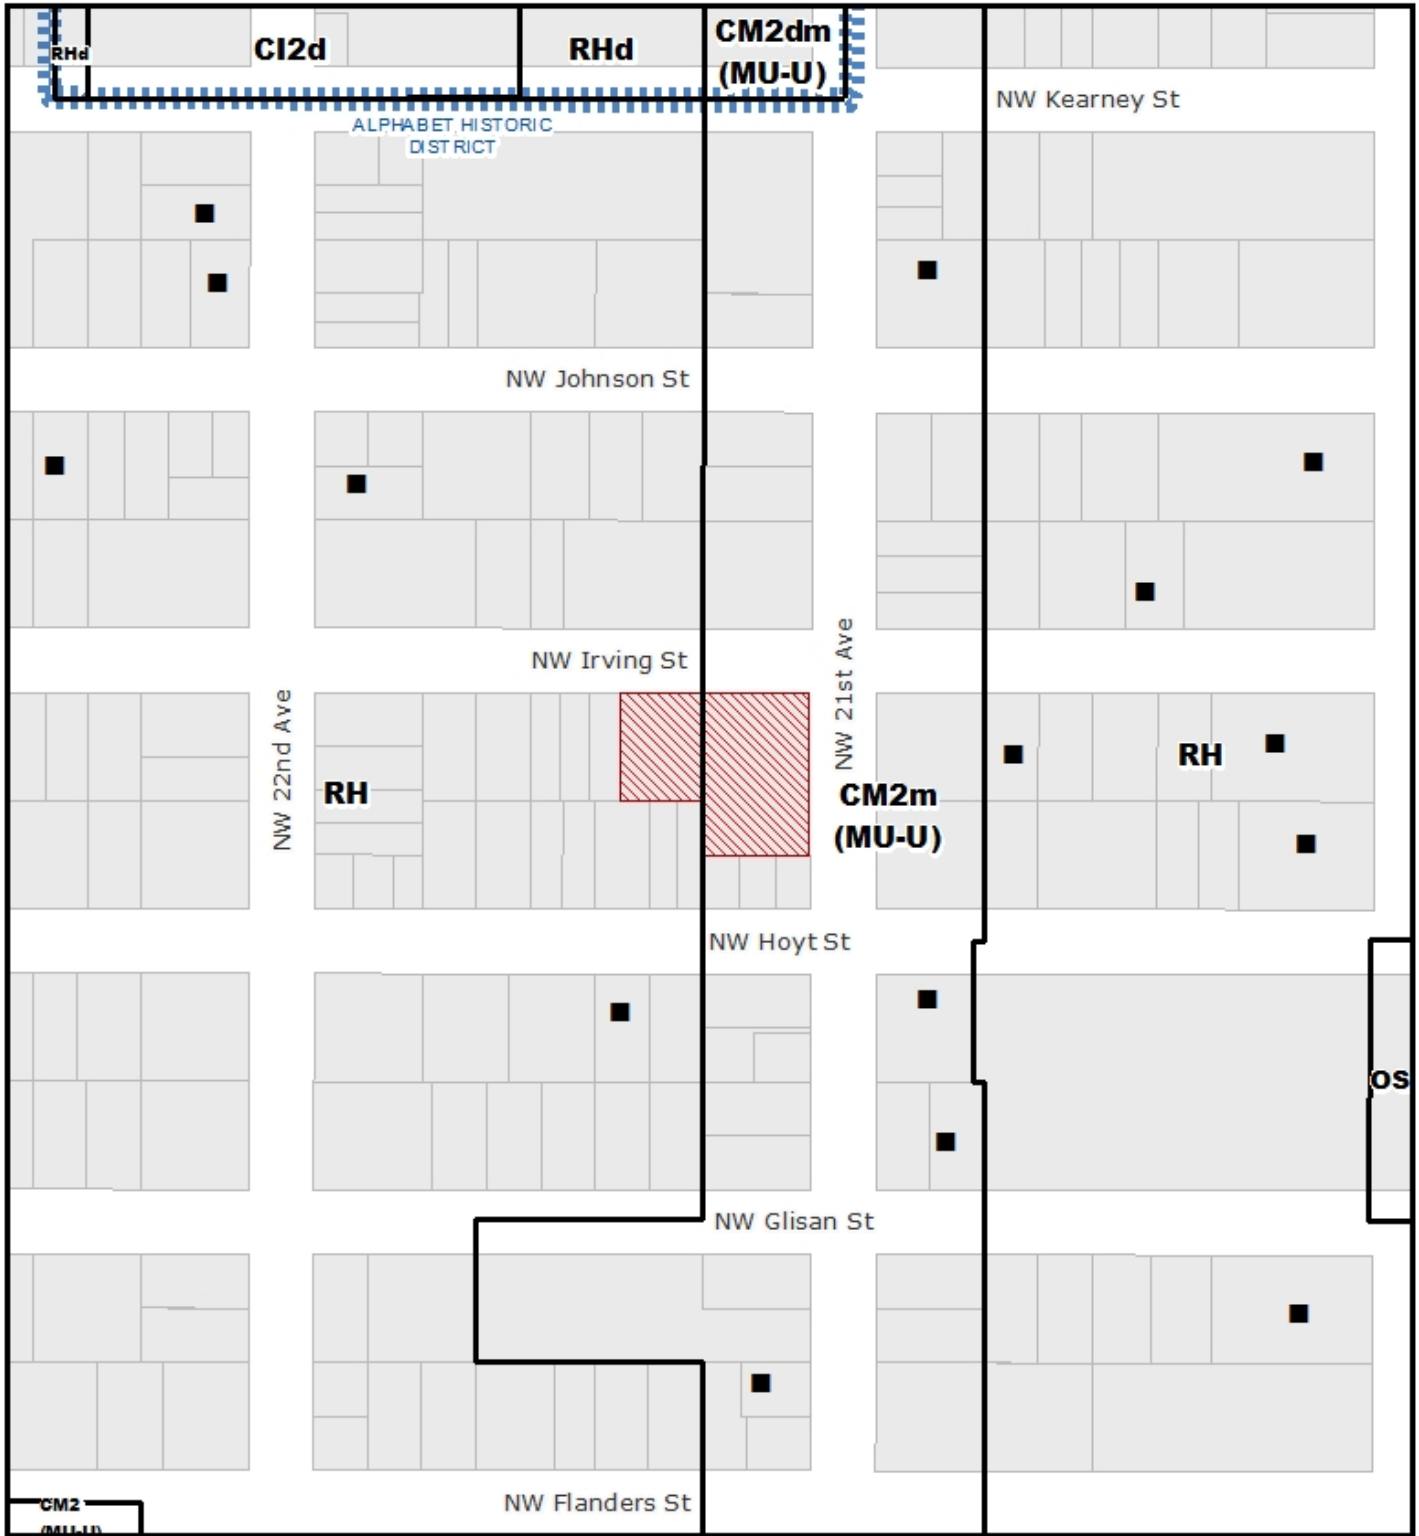 RHd
CI2d
RHd
CM2dm
(MU-U)
NW Kearney St
ALPHABET HISTORIC
DISTRICT
NW Johnson St
NW Irving St
NW 21st Ave
NW 22nd Ave
RH
RH
CM2m
(MU-U)
NW Hoyt St
OS
NW Glisan St
NW Flanders St
CM2
(MU-U)